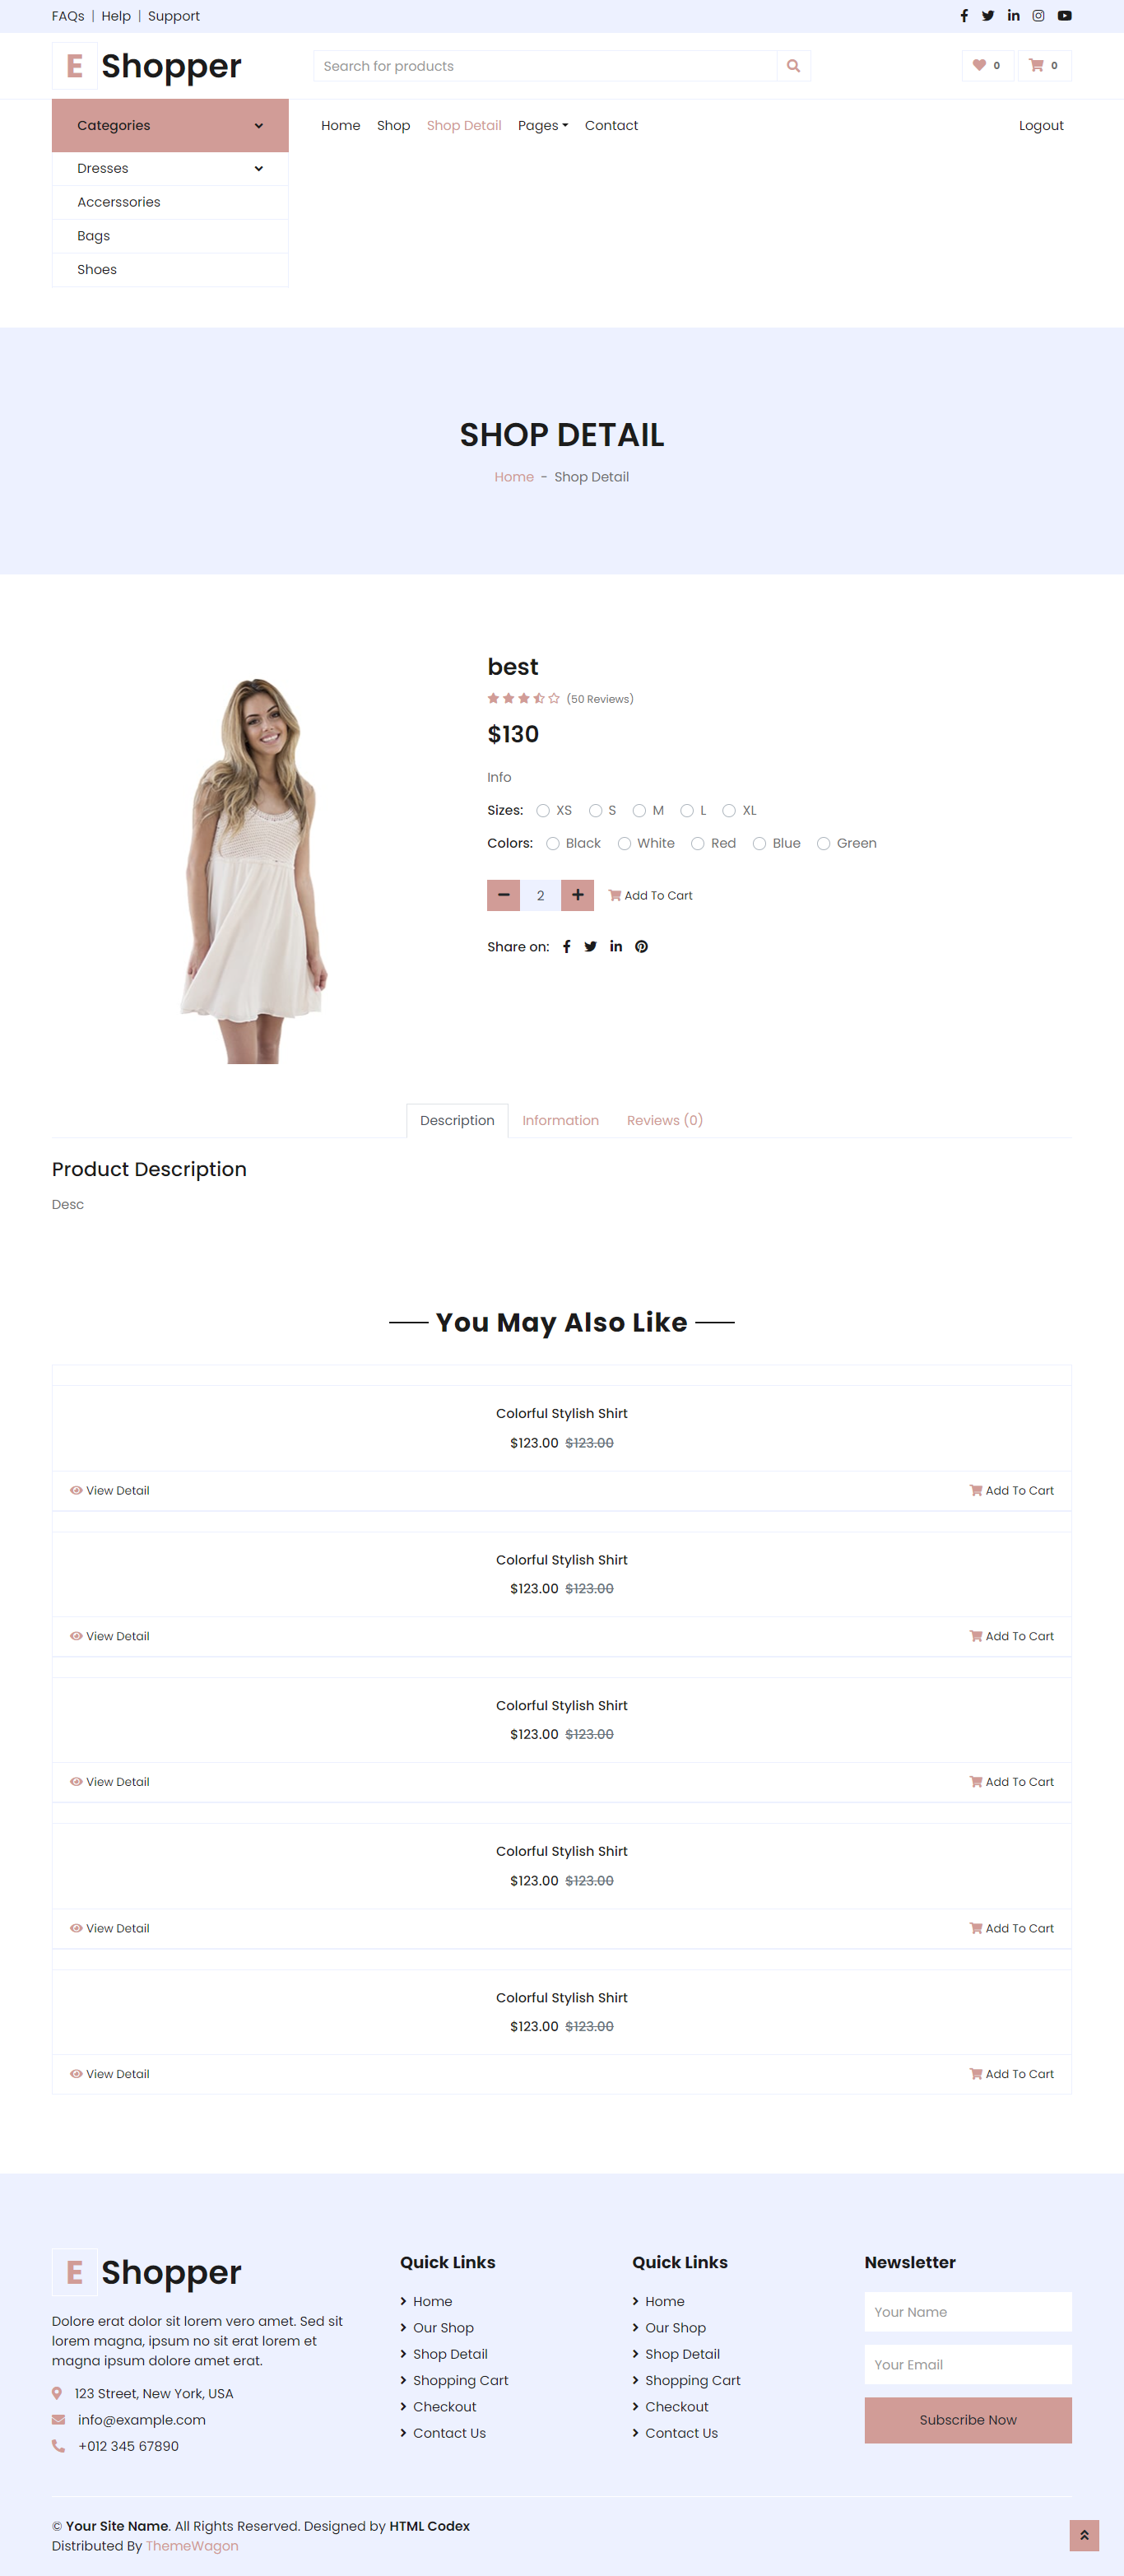 FAQs | Help | Support
E Shopper
Search for products
0 0
Categories
Home Shop Shop Detail Pages Contact Logout
Dresses
Accerssories
Bags
Shoes
SHOP DETAIL
Home - Shop Detail
best
(50 Reviews)
$130
Info
Sizes: XS S M L XL
Colors: Black White Red Blue Green
2 Add To Cart
Share on:
Description Information Reviews (0)
Product Description
Desc
You May Also Like
Colorful Stylish Shirt
$123.00 $123.00
View Detail Add To Cart
Colorful Stylish Shirt
$123.00 $123.00
View Detail Add To Cart
Colorful Stylish Shirt
$123.00 $123.00
View Detail Add To Cart
Colorful Stylish Shirt
$123.00 $123.00
View Detail Add To Cart
Colorful Stylish Shirt
$123.00 $123.00
View Detail Add To Cart
E Shopper
Dolore erat dolor sit lorem vero amet. Sed sit
lorem magna, ipsum no sit erat lorem et
magna ipsum dolore amet erat.
123 Street, New York, USA
info@example.com
+012 345 67890
Quick Links
Home
Our Shop
Shop Detail
Shopping Cart
Checkout
Contact Us
Quick Links
Home
Our Shop
Shop Detail
Shopping Cart
Checkout
Contact Us
Newsletter
Your Name
Your Email
Subscribe Now
© Your Site Name. All Rights Reserved. Designed by HTML Codex
Distributed By ThemeWagon